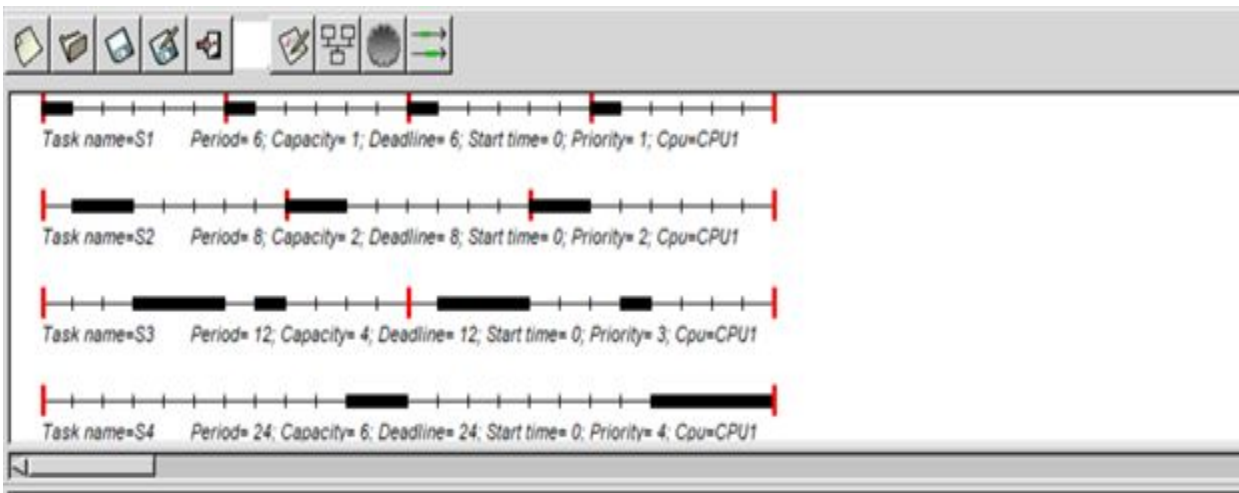 Task name=S1 Period= 6; Capacity= 1; Deadline= 6; Start time= 0; Priority= 1; Cpu=CPU1
Task name=S2 Period= 8; Capacity= 2; Deadline= 8; Start time= 0; Priority= 2; Cpu=CPU1
Task name=S3 Period= 12; Capacity= 4; Deadline= 12; Start time= 0; Priority= 3; Cpu=CPU1
Task name=S4 Period= 24; Capacity= 6; Deadline= 24; Start time= 0; Priority= 4; Cpu=CPU1